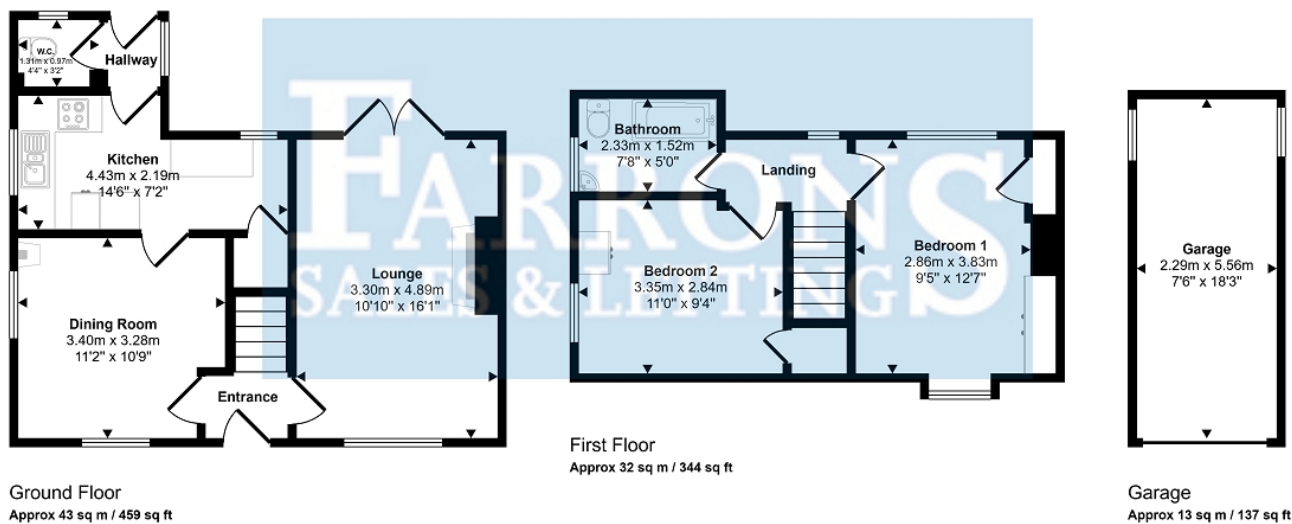 W.C.
1.31m x 0.97m
4'4" x 3'2"
Hallway
Kitchen
4.43m x 2.19m
14'6" x 7'2"
Dining Room
3.40m x 3.28m
11'2" x 10'9"
Entrance
Lounge
3.30m x 4.89m
10'10" x 16'1"
Ground Floor
Approx 43 sq m / 459 sq ft
FARRONS
SALES & LETTINGS
Bathroom
2.33m x 1.52m
7'8" x 5'0"
Landing
Bedroom 1
2.86m x 3.83m
9'5" x 12'7"
Bedroom 2
3.35m x 2.84m
11'0" x 9'4"
First Floor
Approx 32 sq m / 344 sq ft
Garage
2.29m x 5.56m
7'6" x 18'3"
Garage
Approx 13 sq m / 137 sq ft